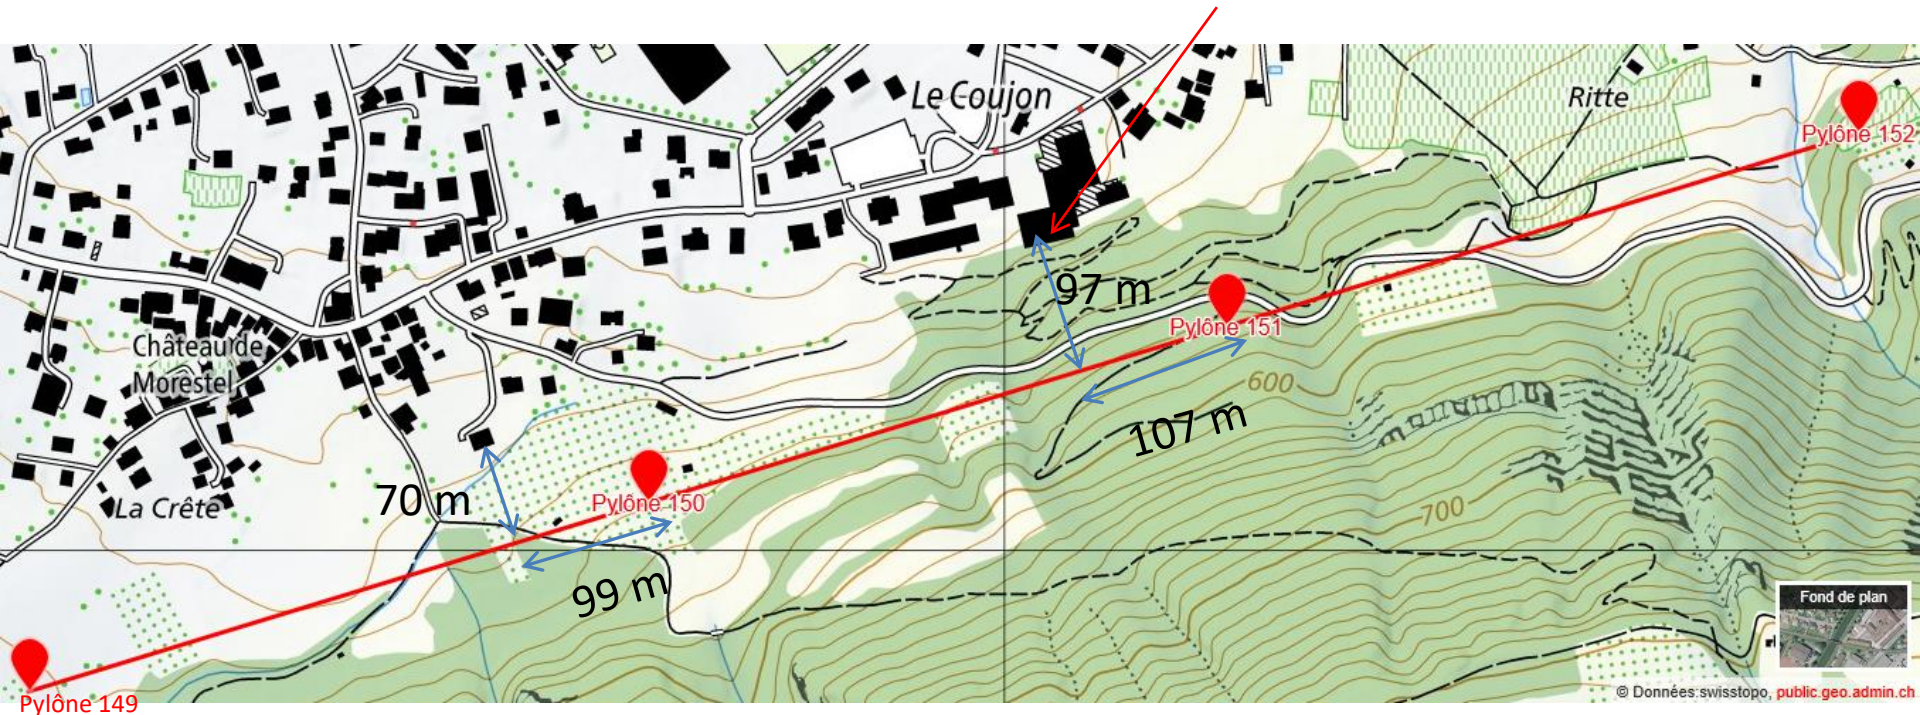 Le Coujon
Ritte
Pylône 152
97 m
Pylône 151
Château de
Morestel
600
107 m
La Crête
70 m
Pylône 150
700
99 m
Fond de plan
Pylône 149
© Données:swisstopo, public.geo.admin.ch